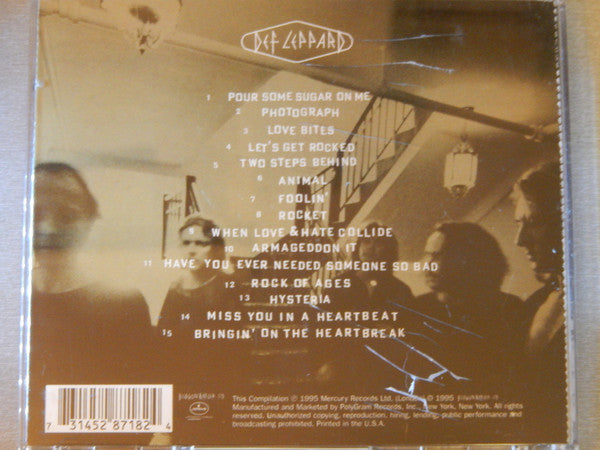 DEF LEPPARD
1 POUR SOME SUGAR ON ME
2 PHOTOGRAPH
3 LOVE BITES
4 LET'S GET ROCKED
5 TWO STEPS BEHIND
6 ANIMAL
7 FOOLIN'
8 ROCKET
9 WHEN LOVE & HATE COLLIDE
10 ARMAGEDDON IT
11 HAVE YOU EVER NEEDED SOMEONE SO BAD
12 ROCK OF AGES
13 HYSTERIA
14 MISS YOU IN A HEARTBEAT
15 BRINGIN' ON THE HEARTBREAK
7 31452 87182 4
This Compilation ℗ 1995 Mercury Records Ltd. (London) © 1995
Manufactured and Marketed by PolyGram Records, Inc., New York, New York. All rights
reserved. Unauthorized copying, reproduction, hiring, lending, public performance and
broadcasting prohibited. Printed in the U.S.A.